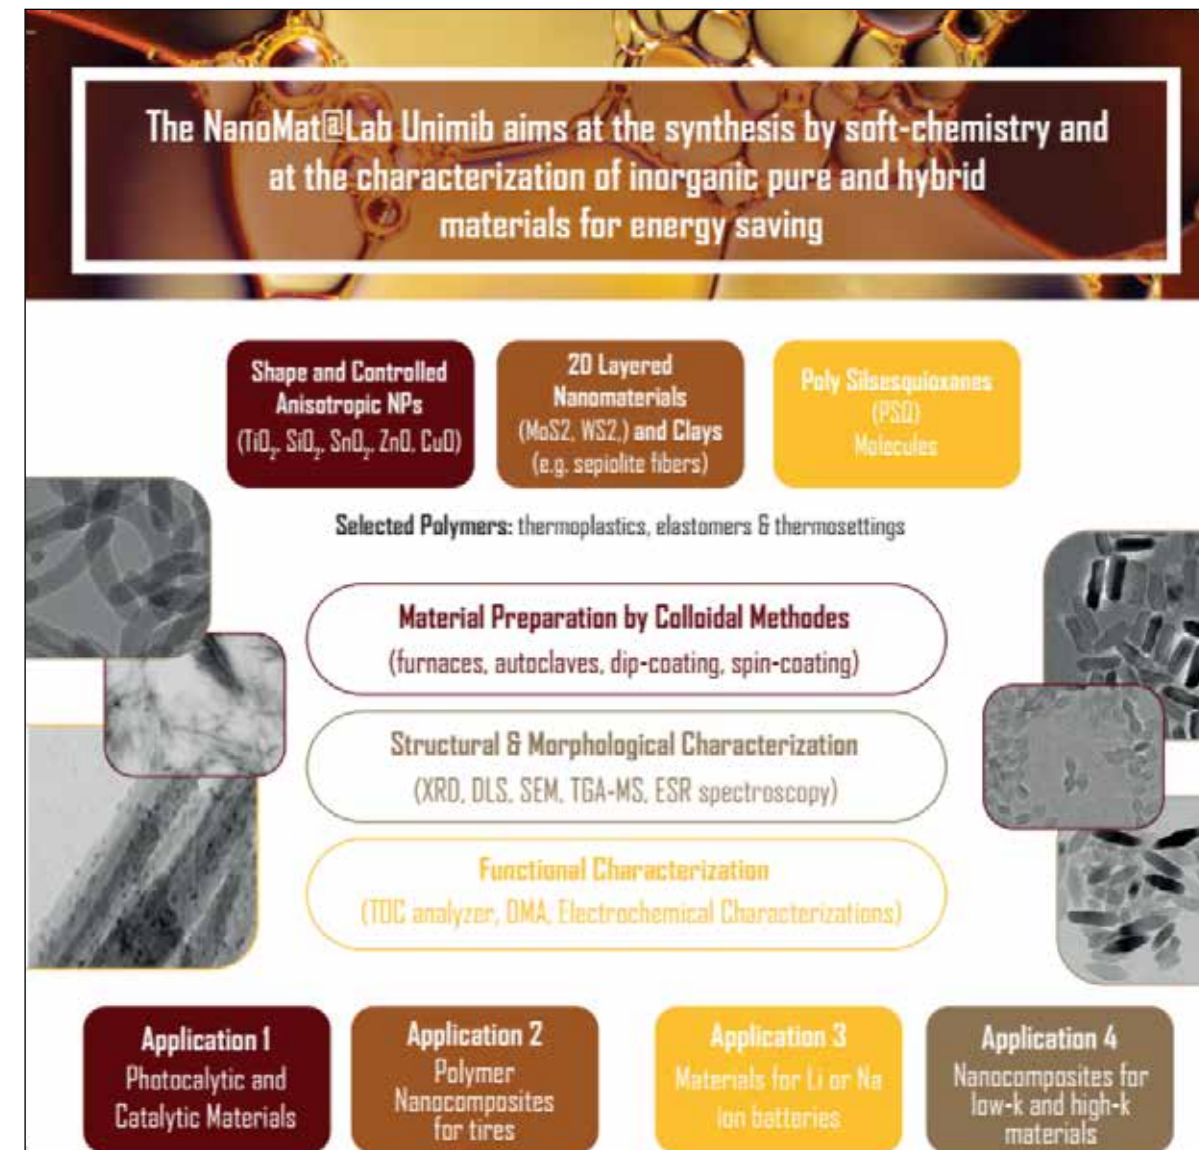 The NanoMat@Lab Unimib aims at the synthesis by soft-chemistry and
at the characterization of inorganic pure and hybrid
materials for energy saving
Shape and Controlled
Anisotropic NPs
(TiO₂, SiO₂, SnO₂, ZnO, CuO)
2D Layered
Nanomaterials
(MoS2, WS2,) and Clays
(e.g. sepiolite fibers)
Poly Silsesquioxanes
(PSQ)
Molecules
Selected Polymers: thermoplastics, elastomers & thermosettings
Material Preparation by Colloidal Methodes
(furnaces, autoclaves, dip-coating, spin-coating)
Structural & Morphological Characterization
(XRD, DLS, SEM, TGA-MS, ESR spectroscopy)
Functional Characterization
(TOC analyzer, DMA, Electrochemical Characterizations)
Application 1
Photocalytic and
Catalytic Materials
Application 2
Polymer
Nanocomposites
for tires
Application 3
Materials for Li or Na
Ion batteries
Application 4
Nanocomposites for
low-k and high-k
materials